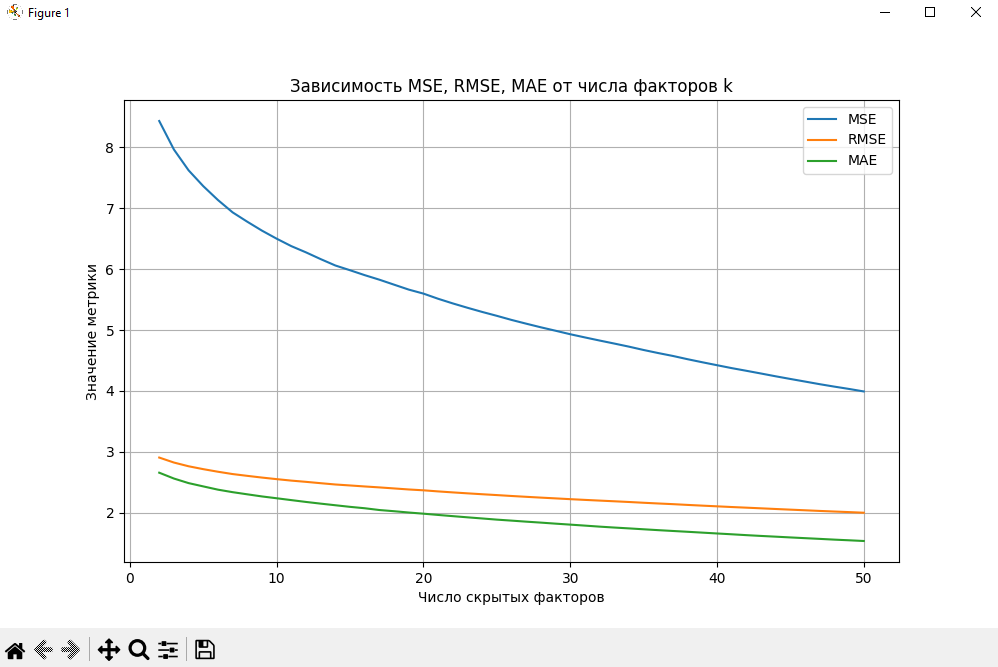 Figure 1
Зависимость MSE, RMSE, MAE от числа факторов k
MSE
RMSE
MAE
Значение метрики
8
7
6
5
4
3
2
0
10
20
30
40
50
Число скрытых факторов